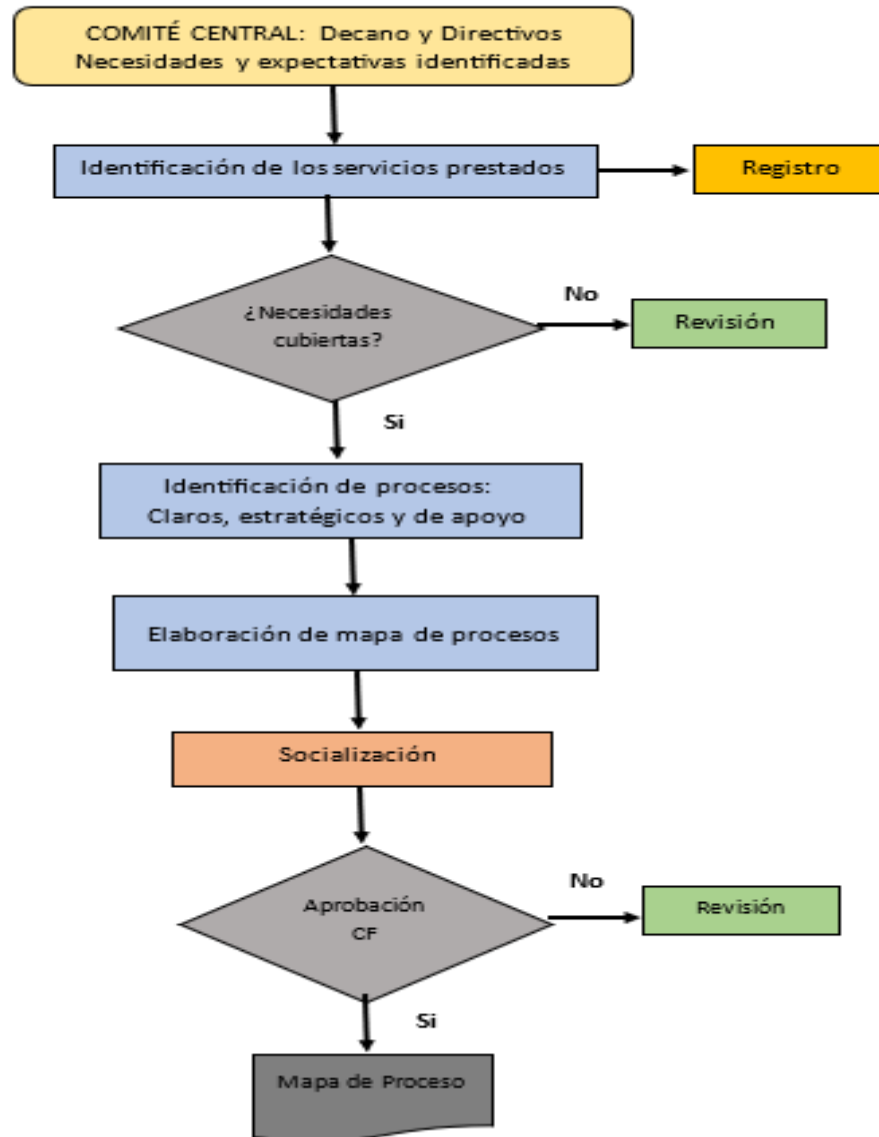 COMITÉ CENTRAL: Decano y Directivos
Necesidades y expectativas identificadas
Identificación de los servicios prestados
Registro
¿Necesidades
cubiertas?
No
Revisión
Si
Identificación de procesos:
Claros, estratégicos y de apoyo
Elaboración de mapa de procesos
Socialización
Aprobación
CF
No
Revisión
Si
Mapa de Proceso